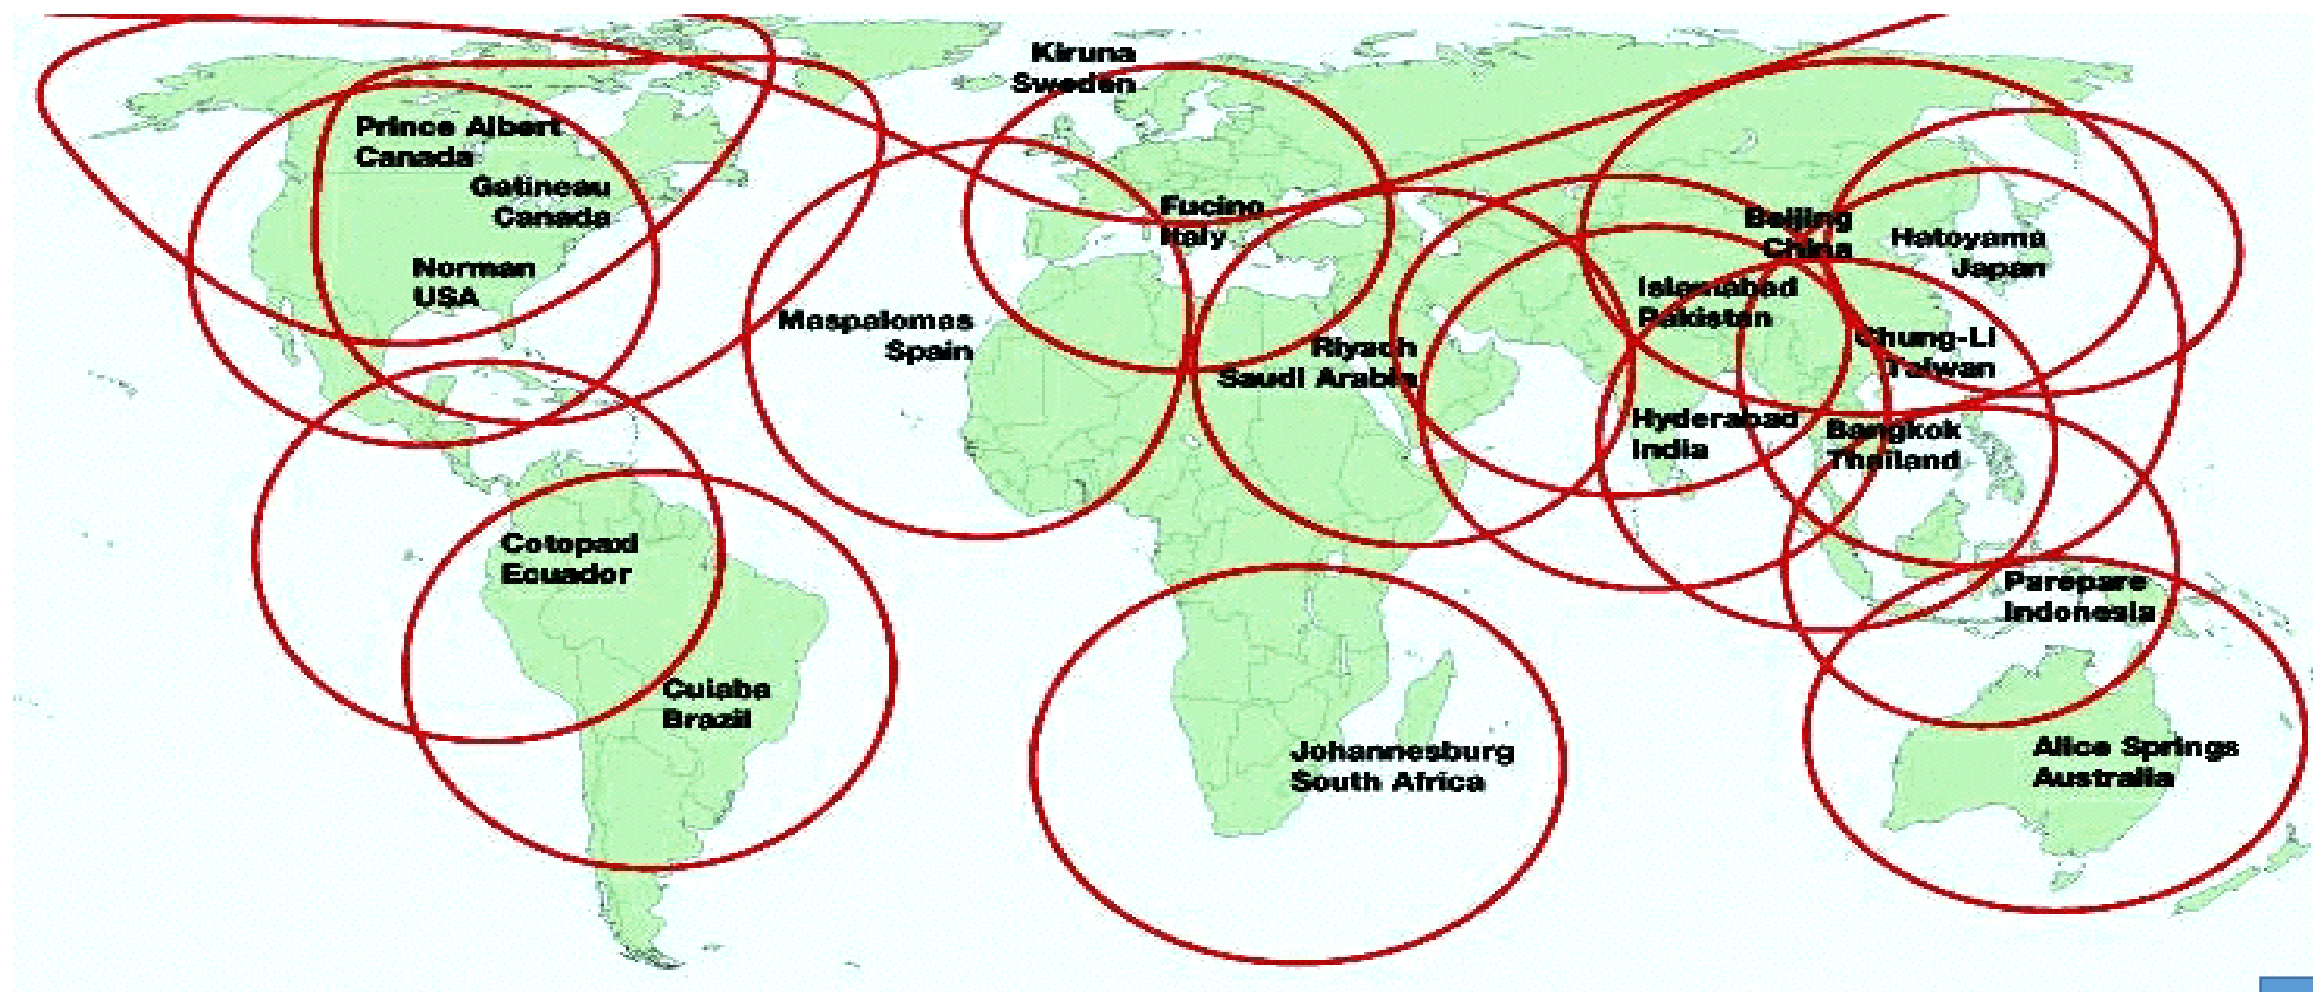 Kiruna
Sweden
Prince Albert
Canada
Gatineau
Canada
Norman
USA
Fucino
Italy
Beijing
China
Hatoyama
Japan
Islamabad
Pakistan
Maspalomas
Spain
Riyadh
Saudi Arabia
Chung-Li
Taiwan
Hyderabad
India
Bangkok
Thailand
Cotopaxi
Ecuador
Parepare
Indonesia
Cuiaba
Brazil
Johannesburg
South Africa
Alice Springs
Australia